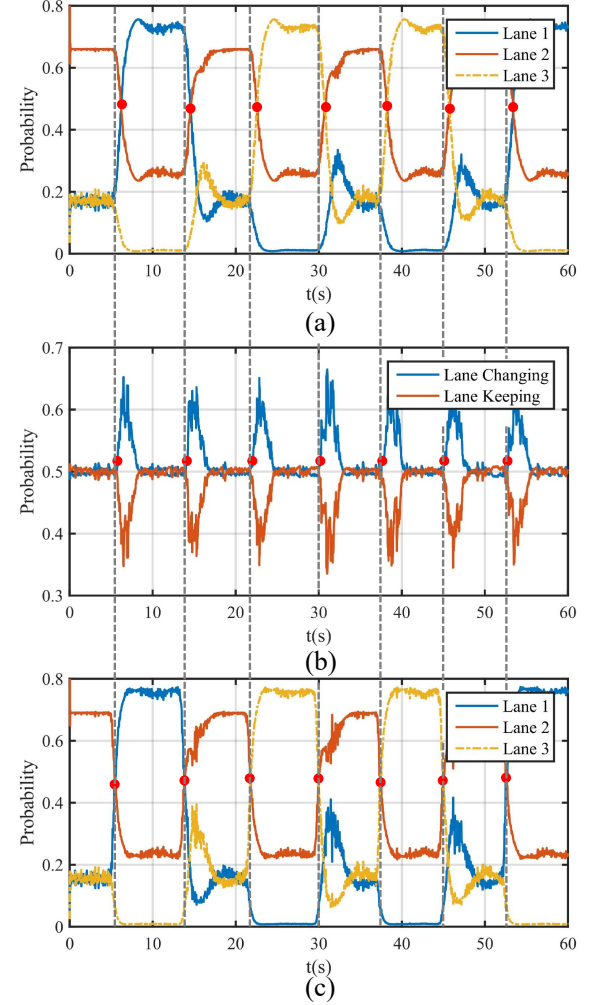 0.8
0.6
0.4
0.2
0
Probability
Lane 1
Lane 2
Lane 3
0 10 20 30 40 50 60
t(s)
(a)
0.7
0.6
0.5
0.4
0.3
Probability
Lane Changing
Lane Keeping
0 10 20 30 40 50 60
t(s)
(b)
0.8
0.6
0.4
0.2
0
Probability
Lane 1
Lane 2
Lane 3
0 10 20 30 40 50 60
t(s)
(c)